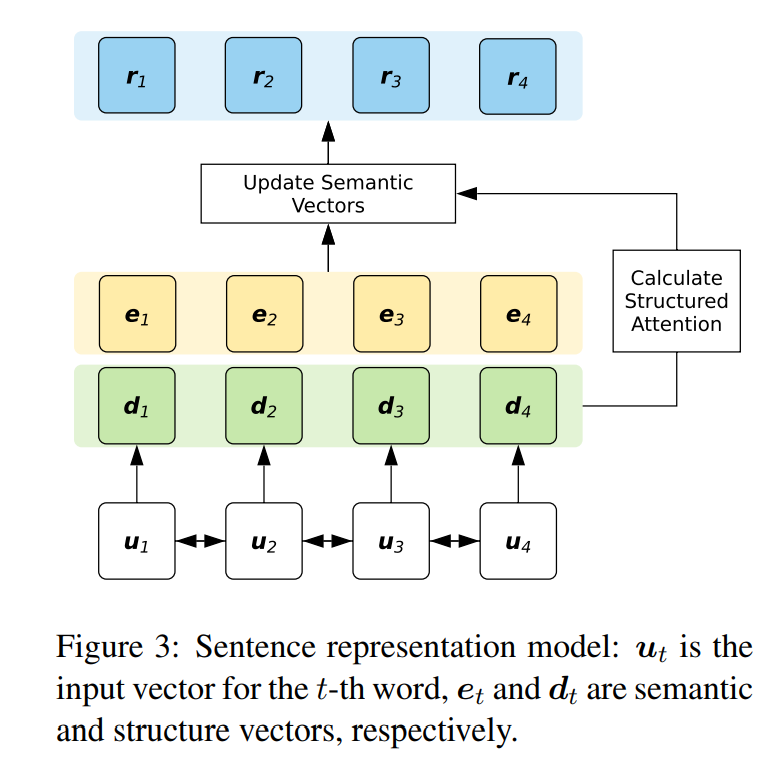 r1 r2 r3 r4
Update Semantic
Vectors
Calculate
Structured
Attention
e1 e2 e3 e4
d1 d2 d3 d4
u1 u2 u3 u4
Figure 3: Sentence representation model: ut is the
input vector for the t-th word, et and dt are semantic
and structure vectors, respectively.